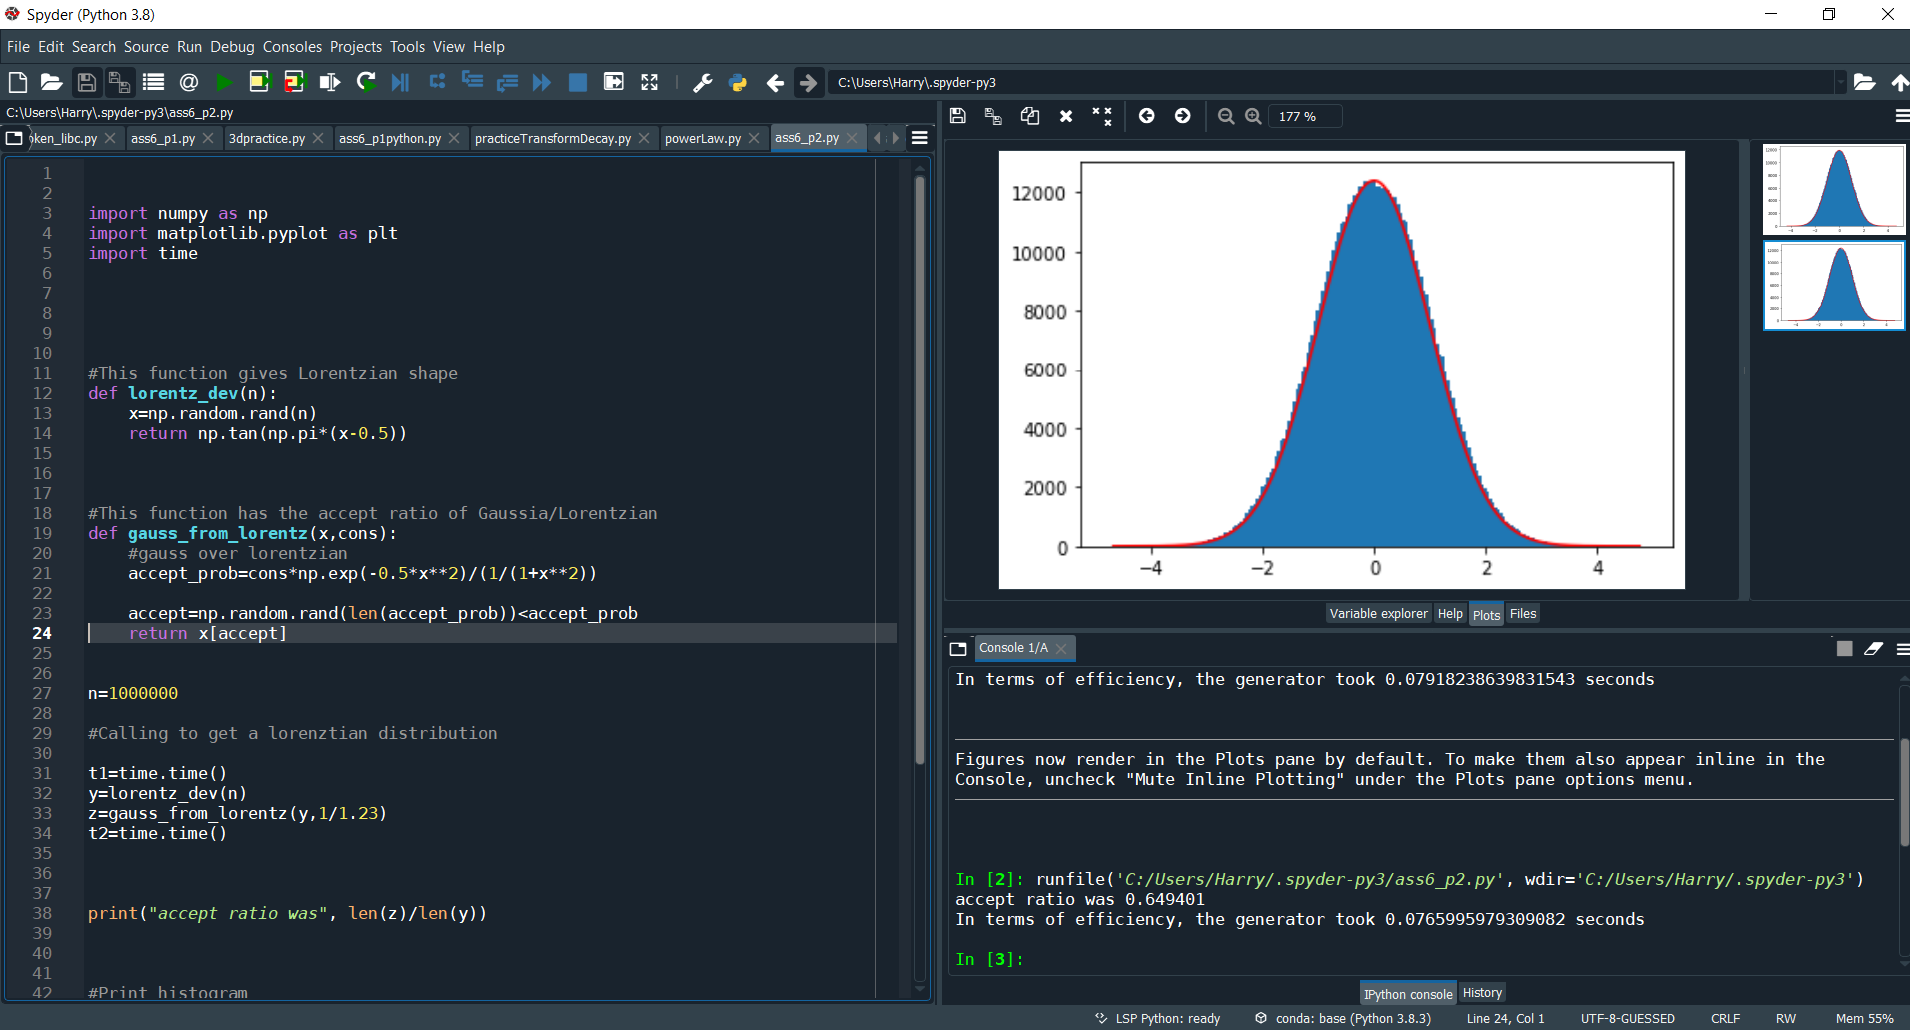 Spyder (Python 3.8)
File Edit Search Source Run Debug Consoles Projects Tools View Help
C:\Users\Harry\.spyder-py3
C:\Users\Harry\.spyder-py3\ass6_p2.py
oken_libc.py ass6_p1.py 3dpractice.py ass6_p1python.py practiceTransformDecay.py powerLaw.py ass6_p2.py
1
2
3 import numpy as np
4 import matplotlib.pyplot as plt
5 import time
6
7
8
9
10
11 #This function gives Lorentzian shape
12 def lorentz_dev(n):
13 x=np.random.rand(n)
14 return np.tan(np.pi*(x-0.5))
15
16
17
18 #This function has the accept ratio of Gaussia/Lorentzian
19 def gauss_from_lorentz(x,cons):
20 #gauss over lorentzian
21 accept_prob=cons*np.exp(-0.5*x**2)/(1/(1+x**2))
22
23 accept=np.random.rand(len(accept_prob))<accept_prob
24 return x[accept]
25
26
27 n=1000000
28
29 #Calling to get a lorenztian distribution
30
31 t1=time.time()
32 y=lorentz_dev(n)
33 z=gauss_from_lorentz(y,1/1.23)
34 t2=time.time()
35
36
37
38 print("accept ratio was", len(z)/len(y))
39
40
41
42 #Print histogram
177 %
12000
10000
8000
6000
4000
2000
0
−4 −2 0 2 4
Variable explorer Help Plots Files
Console 1/A
In terms of efficiency, the generator took 0.07918238639831543 seconds
Figures now render in the Plots pane by default. To make them also appear inline in the
Console, uncheck "Mute Inline Plotting" under the Plots pane options menu.
In [2]: runfile('C:/Users/Harry/.spyder-py3/ass6_p2.py', wdir='C:/Users/Harry/.spyder-py3')
accept ratio was 0.649401
In terms of efficiency, the generator took 0.0765995979309082 seconds
In [3]:
IPython console History
LSP Python: ready conda: base (Python 3.8.3) Line 24, Col 1 UTF-8-GUESSED CRLF RW Mem 55%